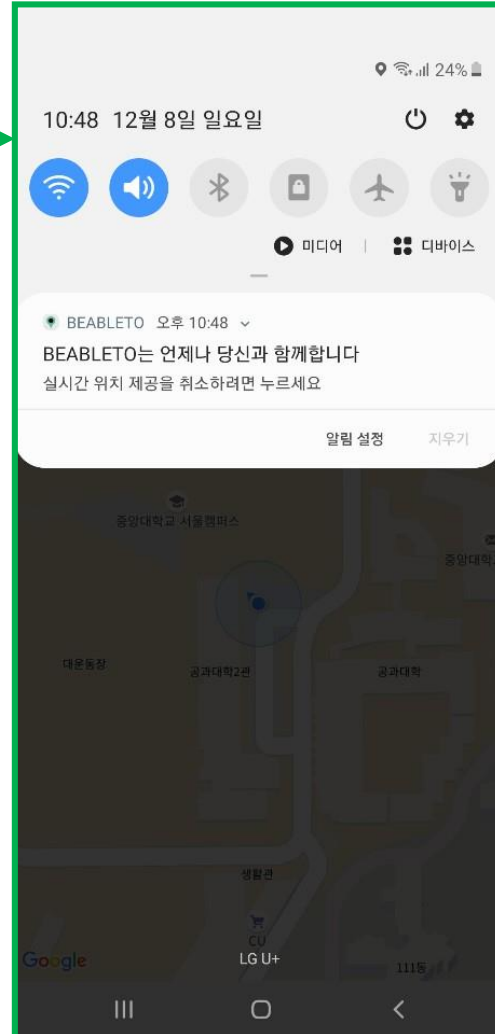 24%
10:48 12월 8일 일요일
미디어 | 디바이스
BEABLETO 오후 10:48
BEABLETO는 언제나 당신과 함께합니다
실시간 위치 제공을 취소하려면 누르세요
알림 설정 지우기
중앙대학교 서울캠퍼스
중앙대학
대운동장
공과대학2관
공과대학
생활관
CU
Google
LG U+
111동